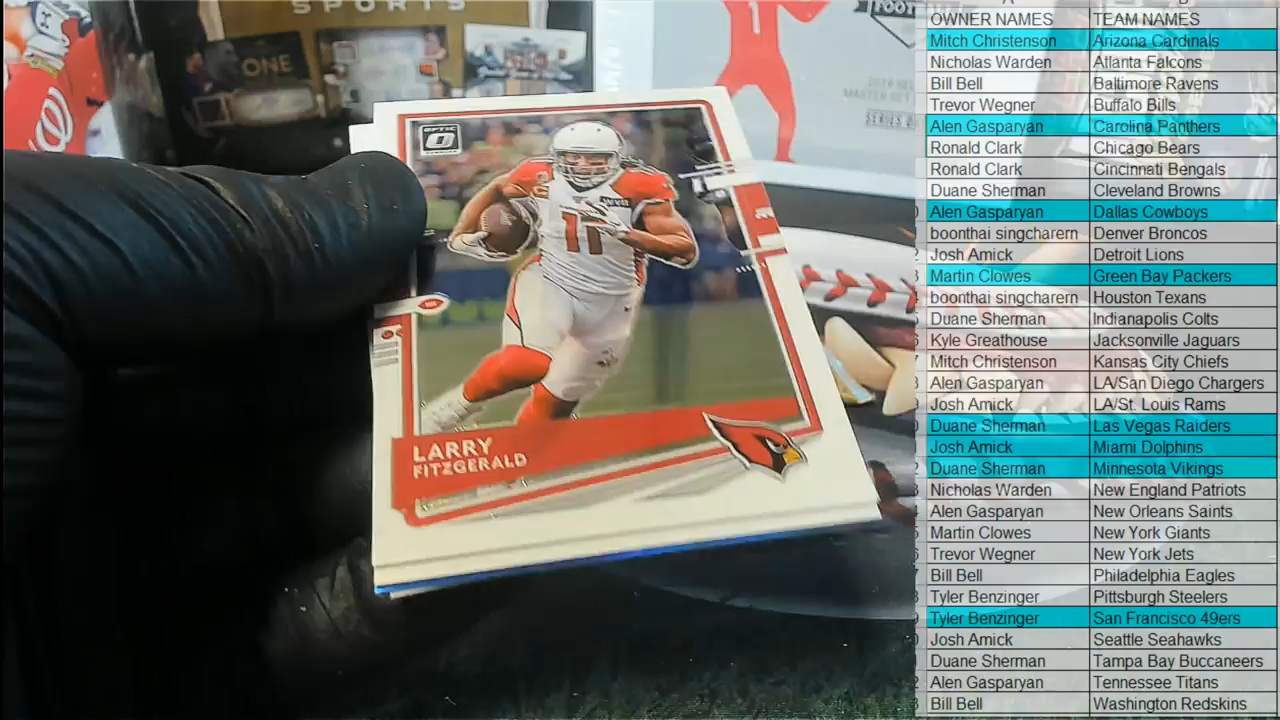 SPORTS
ONE
1
FOOT
SERIES
OPTIC
11
LARRY
FITZGERALD
OWNER NAMES TEAM NAMES
Mitch Christenson Arizona Cardinals
Nicholas Warden Atlanta Falcons
Bill Bell Baltimore Ravens
Trevor Wegner Buffalo Bills
Alen Gasparyan Carolina Panthers
Ronald Clark Chicago Bears
Ronald Clark Cincinnati Bengals
Duane Sherman Cleveland Browns
Alen Gasparyan Dallas Cowboys
boonthai singcharern Denver Broncos
Josh Amick Detroit Lions
Martin Clowes Green Bay Packers
boonthai singcharern Houston Texans
Duane Sherman Indianapolis Colts
Kyle Greathouse Jacksonville Jaguars
Mitch Christenson Kansas City Chiefs
Alen Gasparyan LA/San Diego Chargers
Josh Amick LA/St. Louis Rams
Duane Sherman Las Vegas Raiders
Josh Amick Miami Dolphins
Duane Sherman Minnesota Vikings
Nicholas Warden New England Patriots
Alen Gasparyan New Orleans Saints
Martin Clowes New York Giants
Trevor Wegner New York Jets
Bill Bell Philadelphia Eagles
Tyler Benzinger Pittsburgh Steelers
Tyler Benzinger San Francisco 49ers
Josh Amick Seattle Seahawks
Duane Sherman Tampa Bay Buccaneers
Alen Gasparyan Tennessee Titans
Bill Bell Washington Redskins